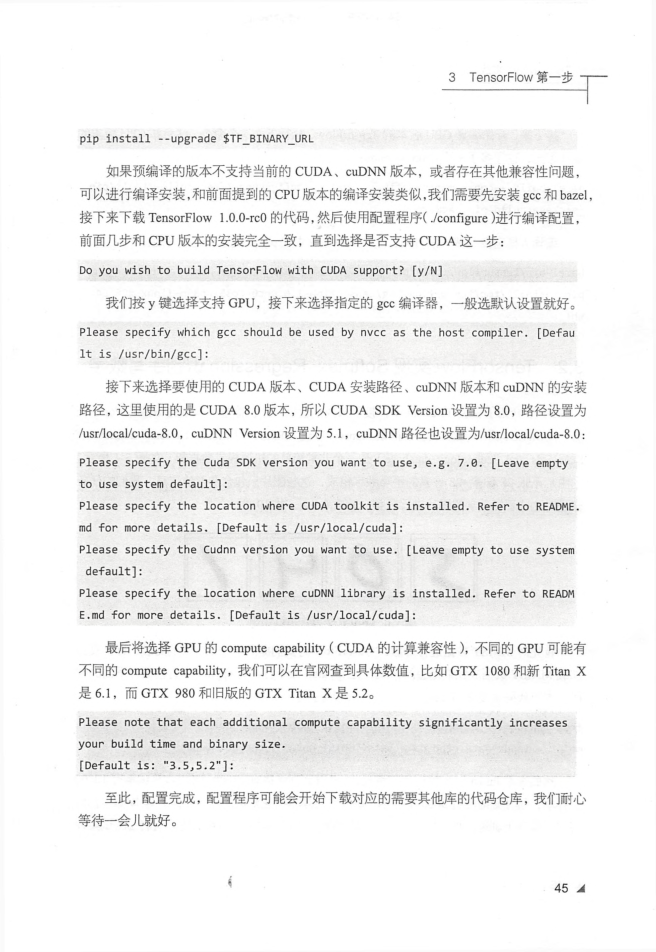 3 TensorFlow 第一步
pip install --upgrade $TF_BINARY_URL
如果预编译的版本不支持当前的 CUDA、cuDNN 版本，或者存在其他兼容性问题，
可以进行编译安装,和前面提到的 CPU 版本的编译安装类似,我们需要先安装 gcc 和 bazel,
接下来下载 TensorFlow 1.0.0-rc0 的代码,然后使用配置程序( ./configure )进行编译配置，
前面几步和 CPU 版本的安装完全一致，直到选择是否支持 CUDA 这一步：
Do you wish to build TensorFlow with CUDA support? [y/N]
我们按 y 键选择支持 GPU，接下来选择指定的 gcc 编译器，一般选默认设置就好。
Please specify which gcc should be used by nvcc as the host compiler. [Defau
lt is /usr/bin/gcc]:
接下来选择要使用的 CUDA 版本、CUDA 安装路径、cuDNN 版本和 cuDNN 的安装
路径，这里使用的是 CUDA 8.0 版本，所以 CUDA SDK Version 设置为 8.0，路径设置为
/usr/local/cuda-8.0，cuDNN Version 设置为 5.1，cuDNN 路径也设置为/usr/local/cuda-8.0：
Please specify the Cuda SDK version you want to use, e.g. 7.0. [Leave empty
to use system default]:
Please specify the location where CUDA toolkit is installed. Refer to README.
md for more details. [Default is /usr/local/cuda]:
Please specify the Cudnn version you want to use. [Leave empty to use system
default]:
Please specify the location where cuDNN library is installed. Refer to READM
E.md for more details. [Default is /usr/local/cuda]:
最后将选择 GPU 的 compute capability（CUDA 的计算兼容性），不同的 GPU 可能有
不同的 compute capability，我们可以在官网查到具体数值，比如 GTX 1080 和新 Titan X
是 6.1，而 GTX 980 和旧版的 GTX Titan X 是 5.2。
Please note that each additional compute capability significantly increases
your build time and binary size.
[Default is: "3.5,5.2"]:
至此，配置完成，配置程序可能会开始下载对应的需要其他库的代码仓库，我们耐心
等待一会儿就好。
45